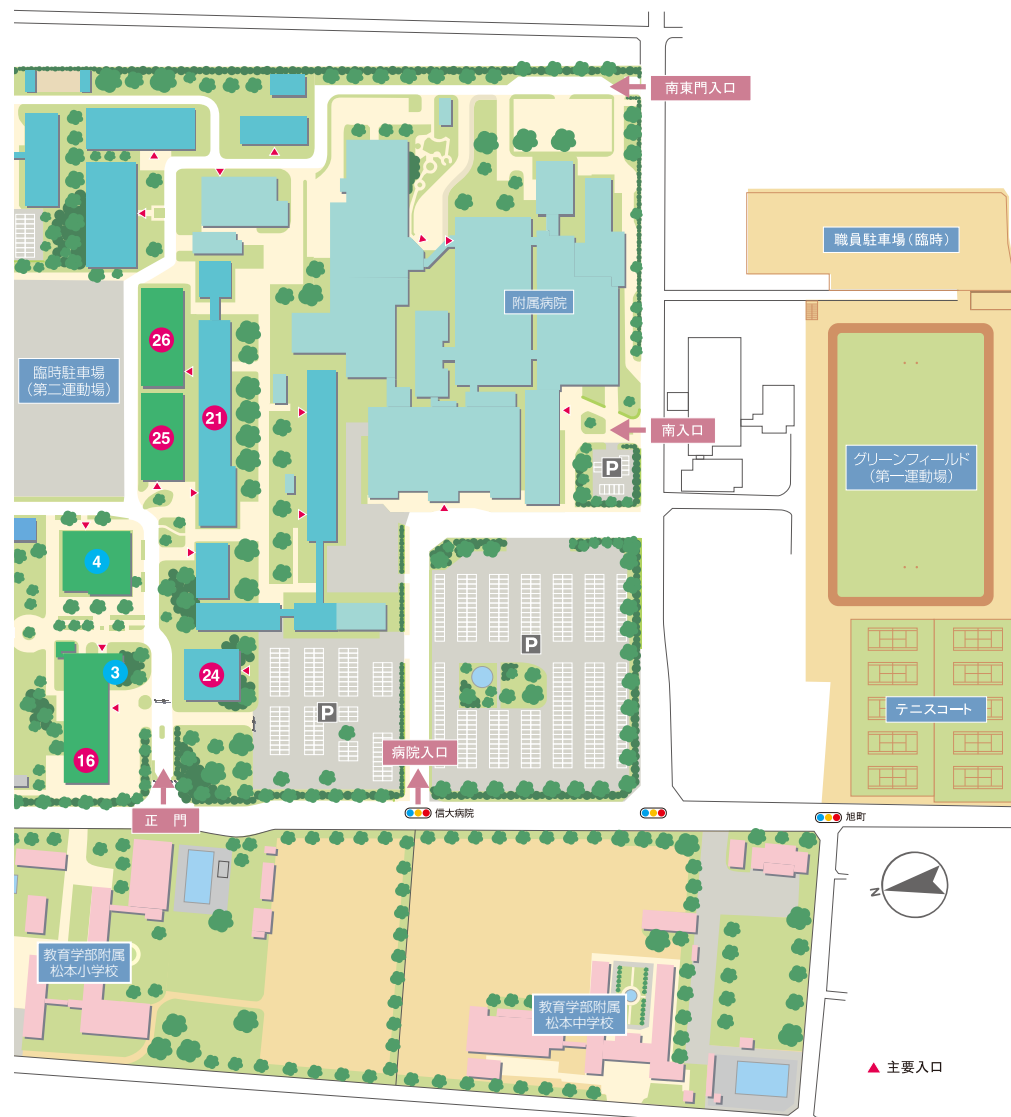 南東門入口
職員駐車場(臨時)
附属病院
26
臨時駐車場
(第二運動場)
21
25
南入口
P
グリーンフィールド
(第一運動場)
4
P
3
24
テニスコート
P
16
病院入口
正 門
信大病院
旭町
N
教育学部附属
松本小学校
教育学部附属
松本中学校
主要入口